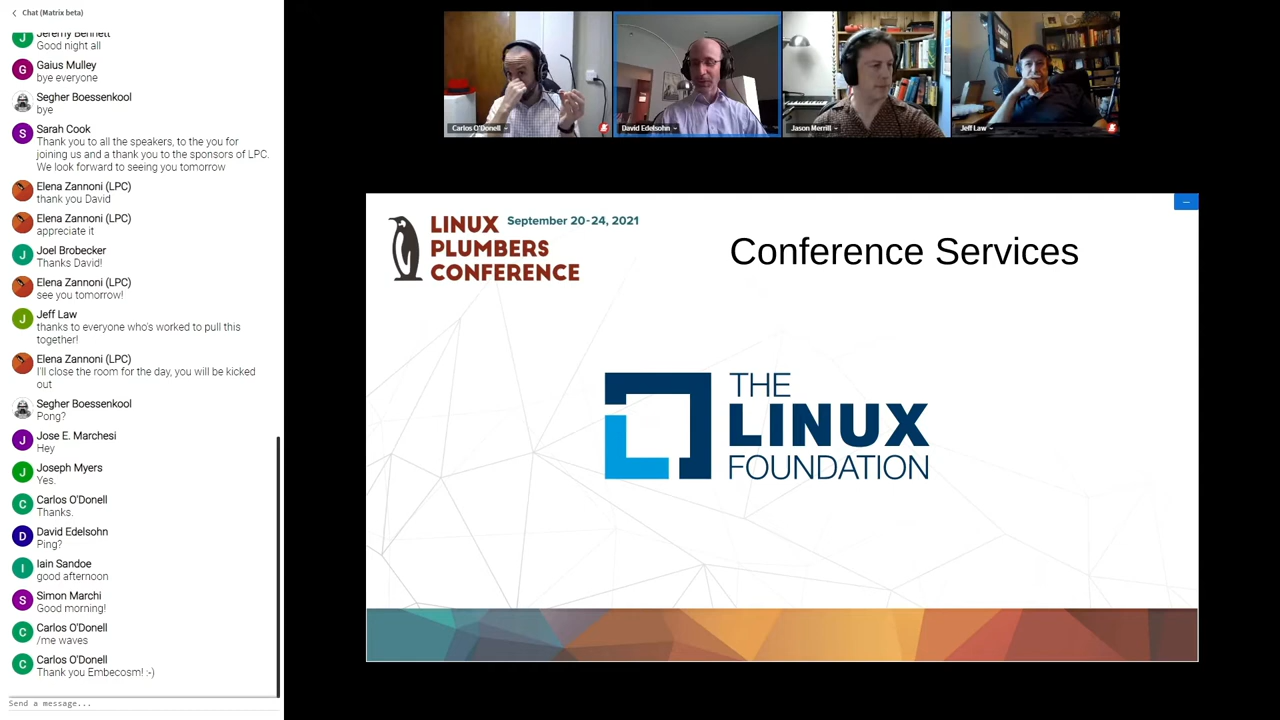 Chat (Matrix beta)
Jeremy Bennett
Good night all
Gaius Mulley
bye everyone
Segher Boessenkool
bye
Sarah Cook
Thank you to all the speakers, to the you for
joining us and a thank you to the sponsors of LPC.
We look forward to seeing you tomorrow
Elena Zannoni (LPC)
thank you David
Elena Zannoni (LPC)
appreciate it
Joel Brobecker
Thanks David!
Elena Zannoni (LPC)
see you tomorrow!
Jeff Law
thanks to everyone who's worked to pull this
together!
Elena Zannoni (LPC)
I'll close the room for the day, you will be kicked
out
Segher Boessenkool
Pong?
Jose E. Marchesi
Hey
Joseph Myers
Yes.
Carlos O'Donell
Thanks.
David Edelsohn
Ping?
Iain Sandoe
good afternoon
Simon Marchi
Good morning!
Carlos O'Donell
/me waves
Carlos O'Donell
Thank you Embecosm! :-)
Send a message...
Carlos O'Donell
David Edelsohn
Jason Merrill
Jeff Law
LINUX September 20-24, 2021
PLUMBERS
CONFERENCE
Conference Services
THE
LINUX
FOUNDATION